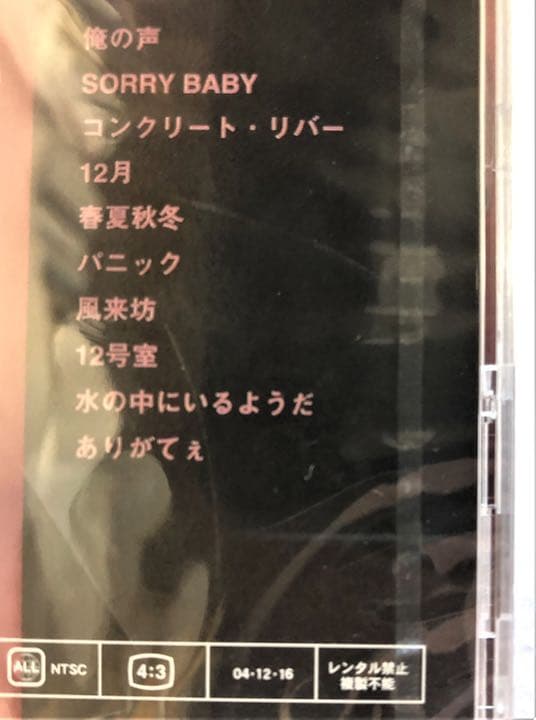 俺の声
SORRY BABY
コンクリート・リバー
12月
春夏秋冬
パニック
風来坊
12号室
水の中にいるようだ
ありがてぇ
ALL NTSC
4:3
04・12・16
レンタル禁止
複製不能